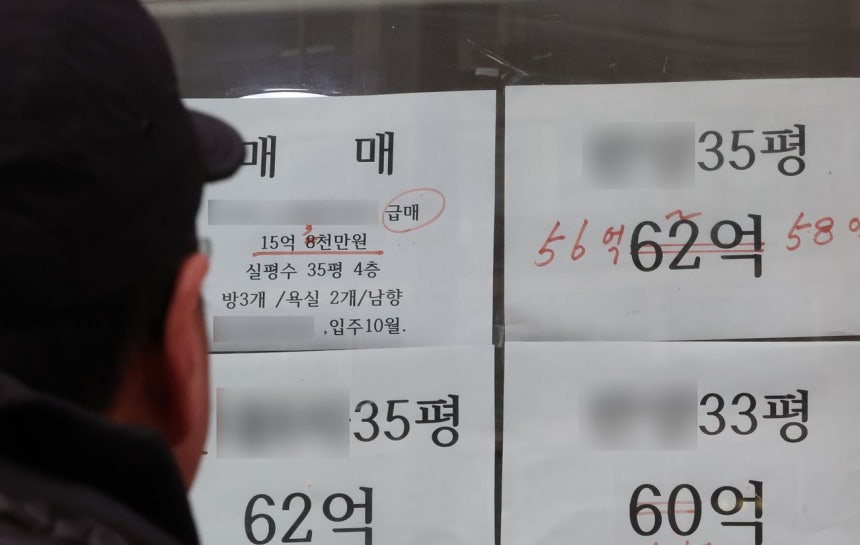 매 매
급매
15억 8천만원
실평수 35평 4층
방3개 /욕실 2개/남향
,입주10월.
35평
56억 62억 58억
35평
62억
33평
60억